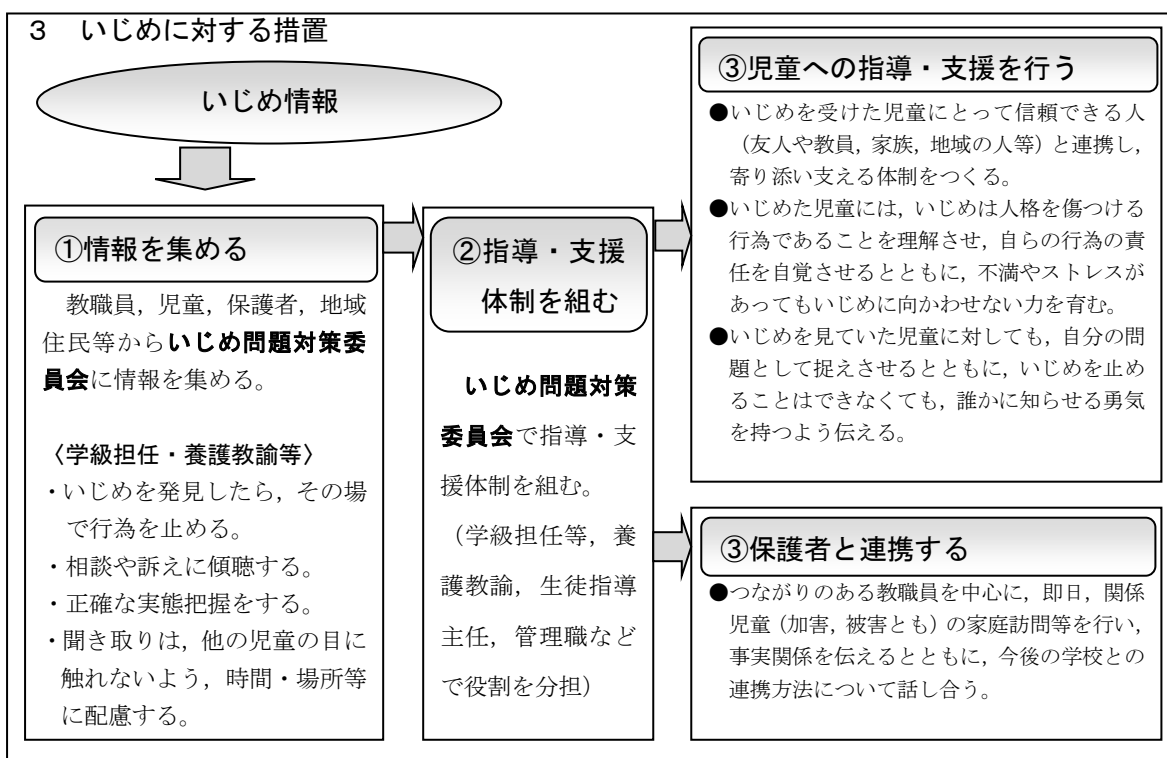 ３　いじめに対する措置
いじめ情報
①情報を集める
教職員，児童，保護者，地域
住民等からいじめ問題対策委
員会に情報を集める。
〈学級担任・養護教諭等〉
・いじめを発見したら，その場
で行為を止める。
・相談や訴えに傾聴する。
・正確な実態把握をする。
・聞き取りは，他の児童の目に
触れないよう，時間・場所等
に配慮する。
②指導・支援
体制を組む
いじめ問題対策
委員会で指導・支
援体制を組む。
（学級担任等，養
護教諭，生徒指導
主任，管理職など
で役割を分担）
③児童への指導・支援を行う
●いじめを受けた児童にとって信頼できる人
（友人や教員，家族，地域の人等）と連携し，
寄り添い支える体制をつくる。
●いじめた児童には，いじめは人格を傷つける
行為であることを理解させ，自らの行為の責
任を自覚させるとともに，不満やストレスが
あってもいじめに向かわせない力を育む。
●いじめを見ていた児童に対しても，自分の問
題として捉えさせるとともに，いじめを止め
ることはできなくても，誰かに知らせる勇気
を持つよう伝える。
③保護者と連携する
●つながりのある教職員を中心に，即日，関係
児童（加害，被害とも）の家庭訪問等を行い，
事実関係を伝えるとともに，今後の学校との
連携方法について話し合う。